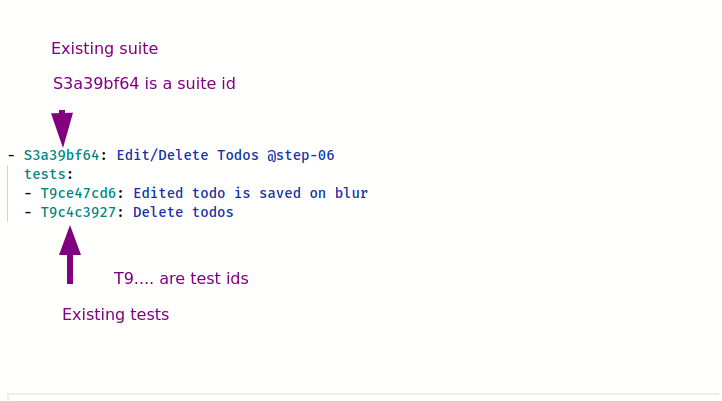 Existing suite
S3a39bf64 is a suite id
- S3a39bf64: Edit/Delete Todos @step-06
tests:
- T9ce47cd6: Edited todo is saved on blur
- T9c4c3927: Delete todos
T9.... are test ids
Existing tests